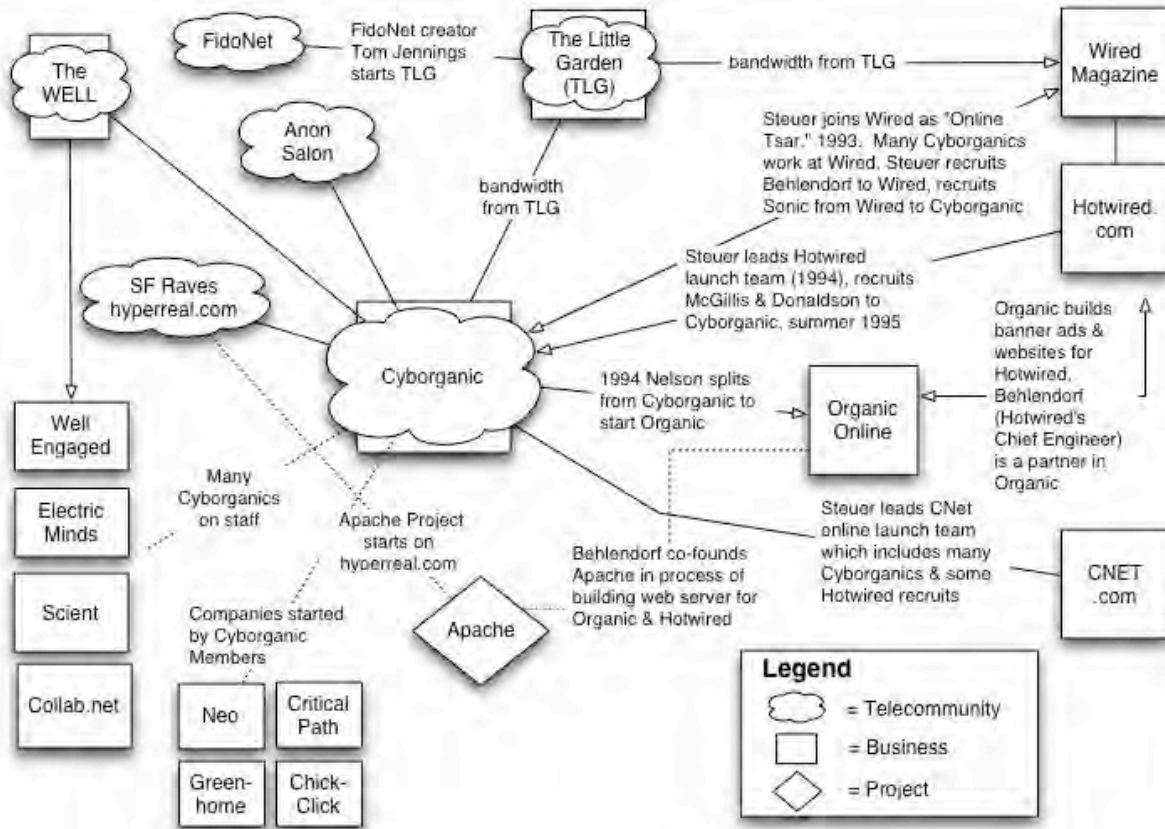 The
WELL
FidoNet
FidoNet creator
Tom Jennings
starts TLG
The Little
Garden
(TLG)
bandwidth from TLG
Wired
Magazine
Anon
Salon
bandwidth
from TLG
Steuer joins Wired as "Online
Tsar." 1993. Many Cyborganics
work at Wired. Steuer recruits
Behlendorf to Wired, recruits
Sonic from Wired to Cyborganic
Hotwired.
com
SF Raves
hyperreal.com
Steuer leads Hotwired
launch team (1994), recruits
McGillis & Donaldson to
Cyborganic, summer 1995
Cyborganic
1994 Nelson splits
from Cyborganic to
start Organic
Organic
Online
Organic builds
banner ads &
websites for
Hotwired,
Behlendorf
(Hotwired's
Chief Engineer)
is a partner in
Organic
Well
Engaged
Electric
Minds
Scient
Collab.net
Many
Cyborganics
on staff
Apache Project
starts on
hyperreal.com
Companies started
by Cyborganic
Members
Apache
Behlendorf co-founds
Apache in process of
building web server for
Organic & Hotwired
Steuer leads CNet
online launch team
which includes many
Cyborganics & some
Hotwired recruits
CNET
.com
Neo
Critical
Path
Green-
home
Chick-
Click
Legend
= Telecommunity
= Business
= Project